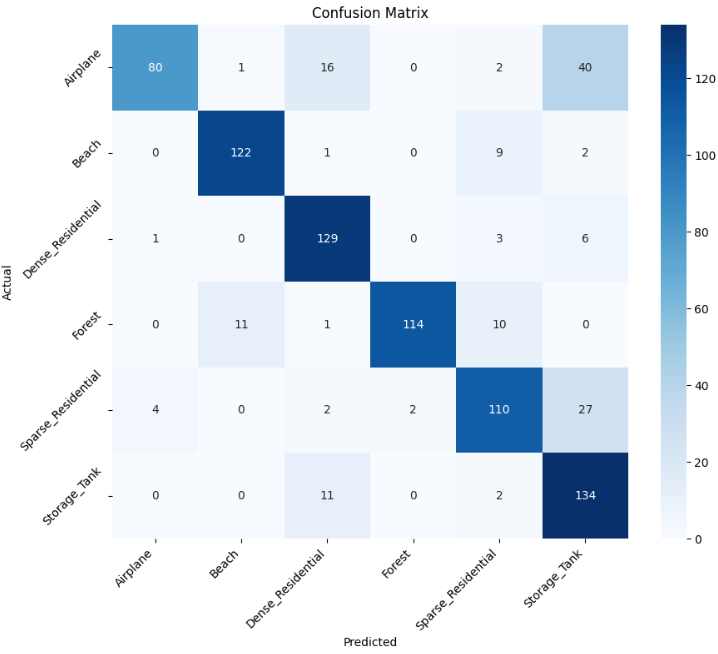 Confusion Matrix
Airplane 80 1 16 0 2 40
Beach 0 122 1 0 9 2
Dense_Residential 1 0 129 0 3 6
Forest 0 11 1 114 10 0
Sparse_Residential 4 0 2 2 110 27
Storage_Tank 0 0 11 0 2 134
Actual
Airplane Beach Dense_Residential Forest Sparse_Residential Storage_Tank
Predicted
120
100
80
60
40
20
0